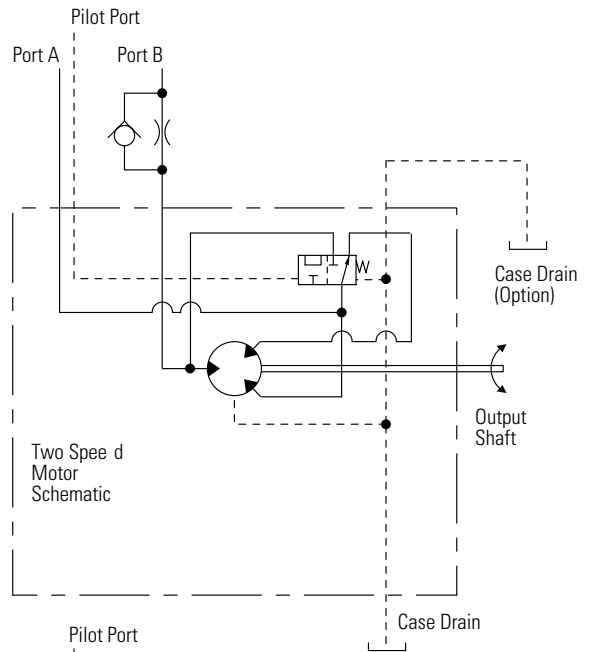 Pilot Port
Port A
Port B
Case Drain
(Option)
Output
Shaft
Two Spee d
Motor
Schematic
Case Drain
Pilot Port